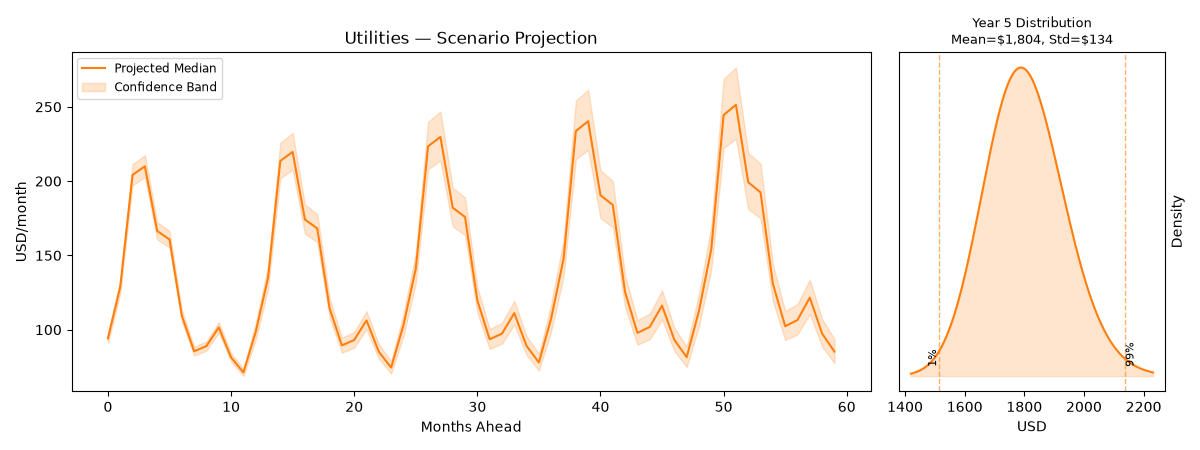 Utilities — Scenario Projection
Projected Median
Confidence Band
USD/month
250
200
150
100
0
10
20
30
40
50
60
Months Ahead
Year 5 Distribution
Mean=$1,804, Std=$134
1%
99%
Density
1400
1600
1800
2000
2200
USD